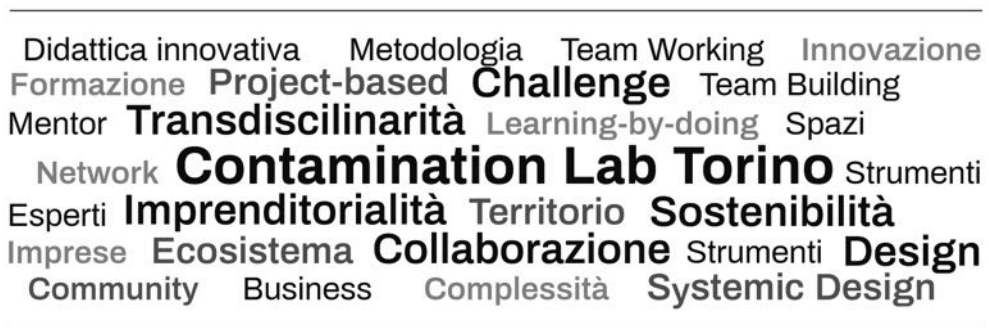 Didattica innovativa Metodologia Team Working Innovazione
Formazione Project-based Challenge Team Building
Mentor Transdiscilinarità Learning-by-doing Spazi
Network Contamination Lab Torino Strumenti
Esperti Imprenditorialità Territorio Sostenibilità
Imprese Ecosistema Collaborazione Strumenti Design
Community Business Complessità Systemic Design